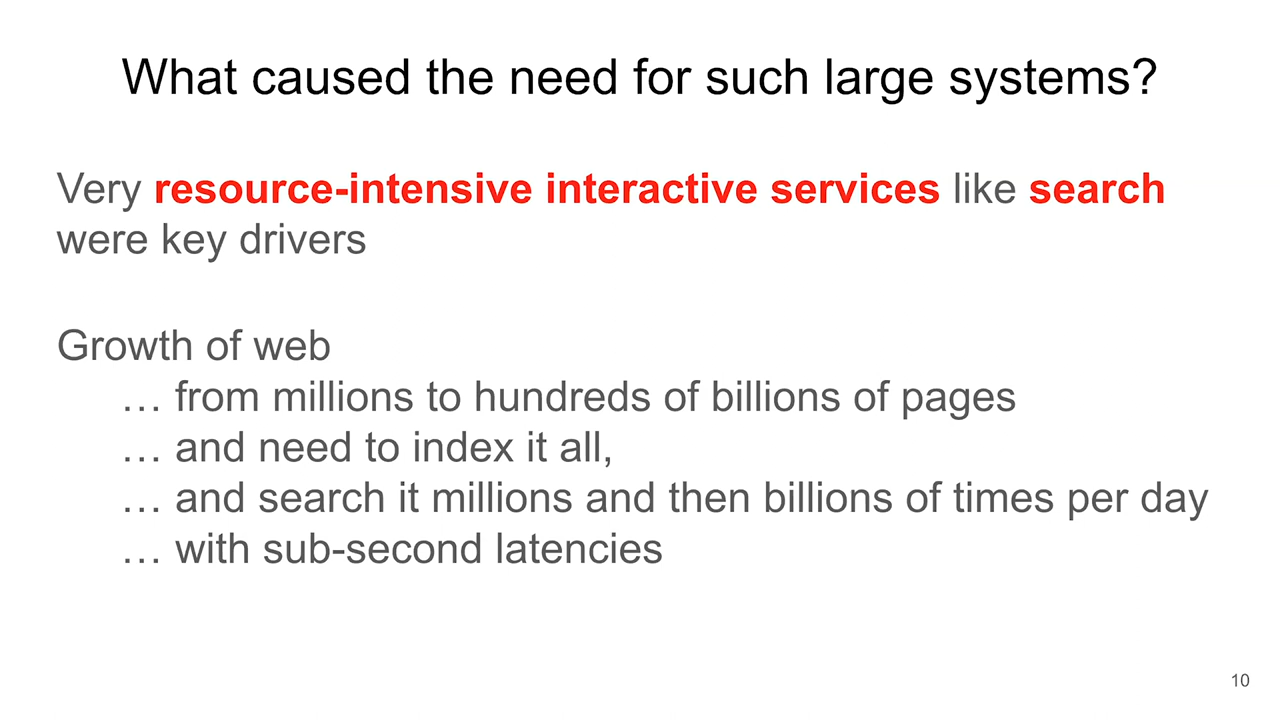 What caused the need for such large systems?
Very resource-intensive interactive services like search
were key drivers
Growth of web
… from millions to hundreds of billions of pages
… and need to index it all,
… and search it millions and then billions of times per day
… with sub-second latencies
10